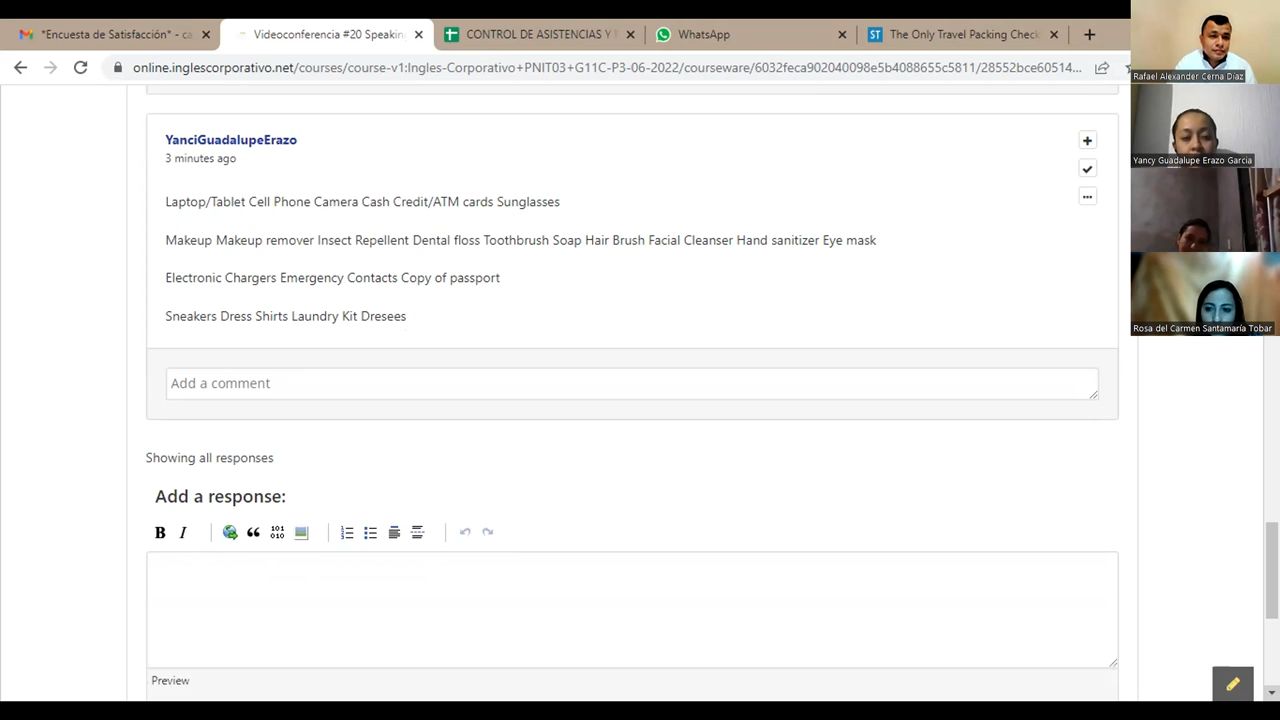 *Encuesta de Satisfacción* - ca
Videoconferencia #20 Speakin
CONTROL DE ASISTENCIAS Y
WhatsApp
ST
The Only Travel Packing Check
online.inglescorporativo.net/courses/course-v1:Ingles-Corporativo+PNIT03+G11C-P3-06-2022/courseware/6032feca902040098e5b4088655c5811/28552bce60514...
Rafael Alexander Cerna Diaz
YanciGuadalupeErazo
3 minutes ago
Yancy Guadalupe Erazo Garcia
Laptop/Tablet Cell Phone Camera Cash Credit/ATM cards Sunglasses
Makeup Makeup remover Insect Repellent Dental floss Toothbrush Soap Hair Brush Facial Cleanser Hand sanitizer Eye mask
Electronic Chargers Emergency Contacts Copy of passport
Sneakers Dress Shirts Laundry Kit Dresees
Rosa del Carmen Santamaría Tobar
Add a comment
Showing all responses
Add a response:
B I
101
010
Preview